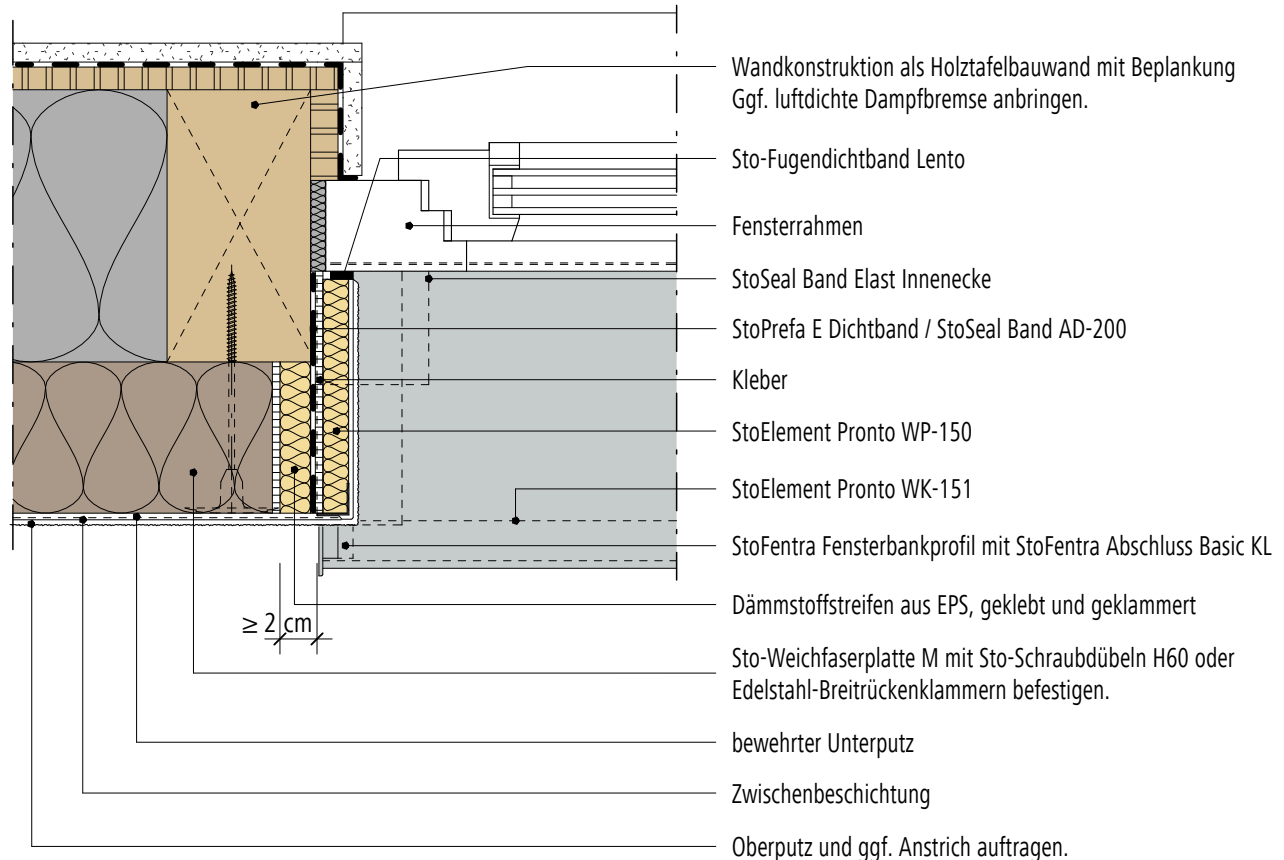 Wandkonstruktion als Holztafelbauwand mit Beplankung
Ggf. luftdichte Dampfbremse anbringen.
Sto-Fugendichtband Lento
Fensterrahmen
StoSeal Band Elast Innenecke
StoPrefa E Dichtband / StoSeal Band AD-200
Kleber
StoElement Pronto WP-150
StoElement Pronto WK-151
StoFentra Fensterbankprofil mit StoFentra Abschluss Basic KL
Dämmstoffstreifen aus EPS, geklebt und geklammert
≥ 2 cm
Sto-Weichfaserplatte M mit Sto-Schraubdübeln H60 oder
Edelstahl-Breitrückenklammern befestigen.
bewehrter Unterputz
Zwischenbeschichtung
Oberputz und ggf. Anstrich auftragen.